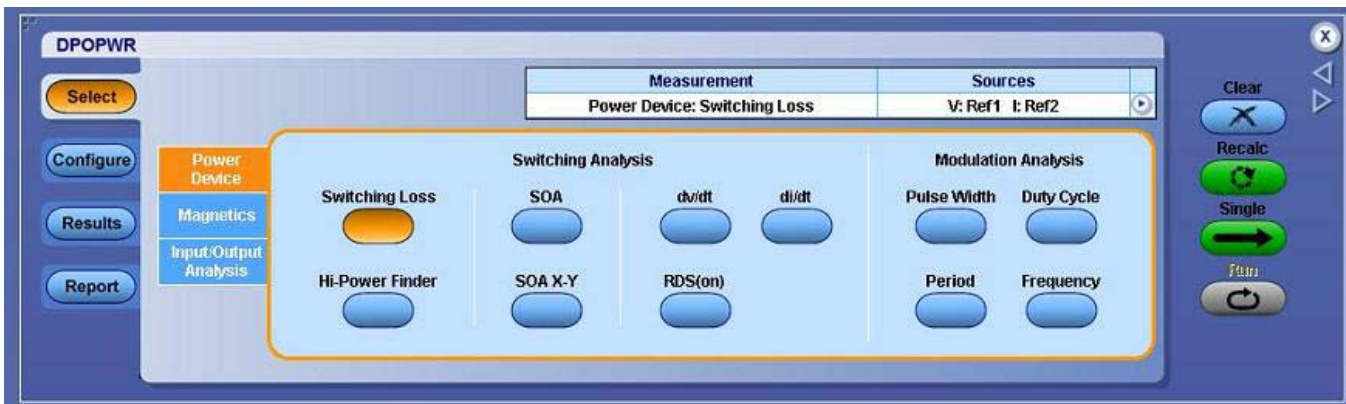 DPOPWR
X
Select
Configure
Results
Report
Measurement Sources
Power Device: Switching Loss V: Ref1 I: Ref2
Power
Device
Magnetics
Input/Output
Analysis
Switching Analysis
Switching Loss SOA dv/dt di/dt
Hi-Power Finder SOA X-Y RDS(on)
Modulation Analysis
Pulse Width Duty Cycle
Period Frequency
Clear
Recalc
Single
Run